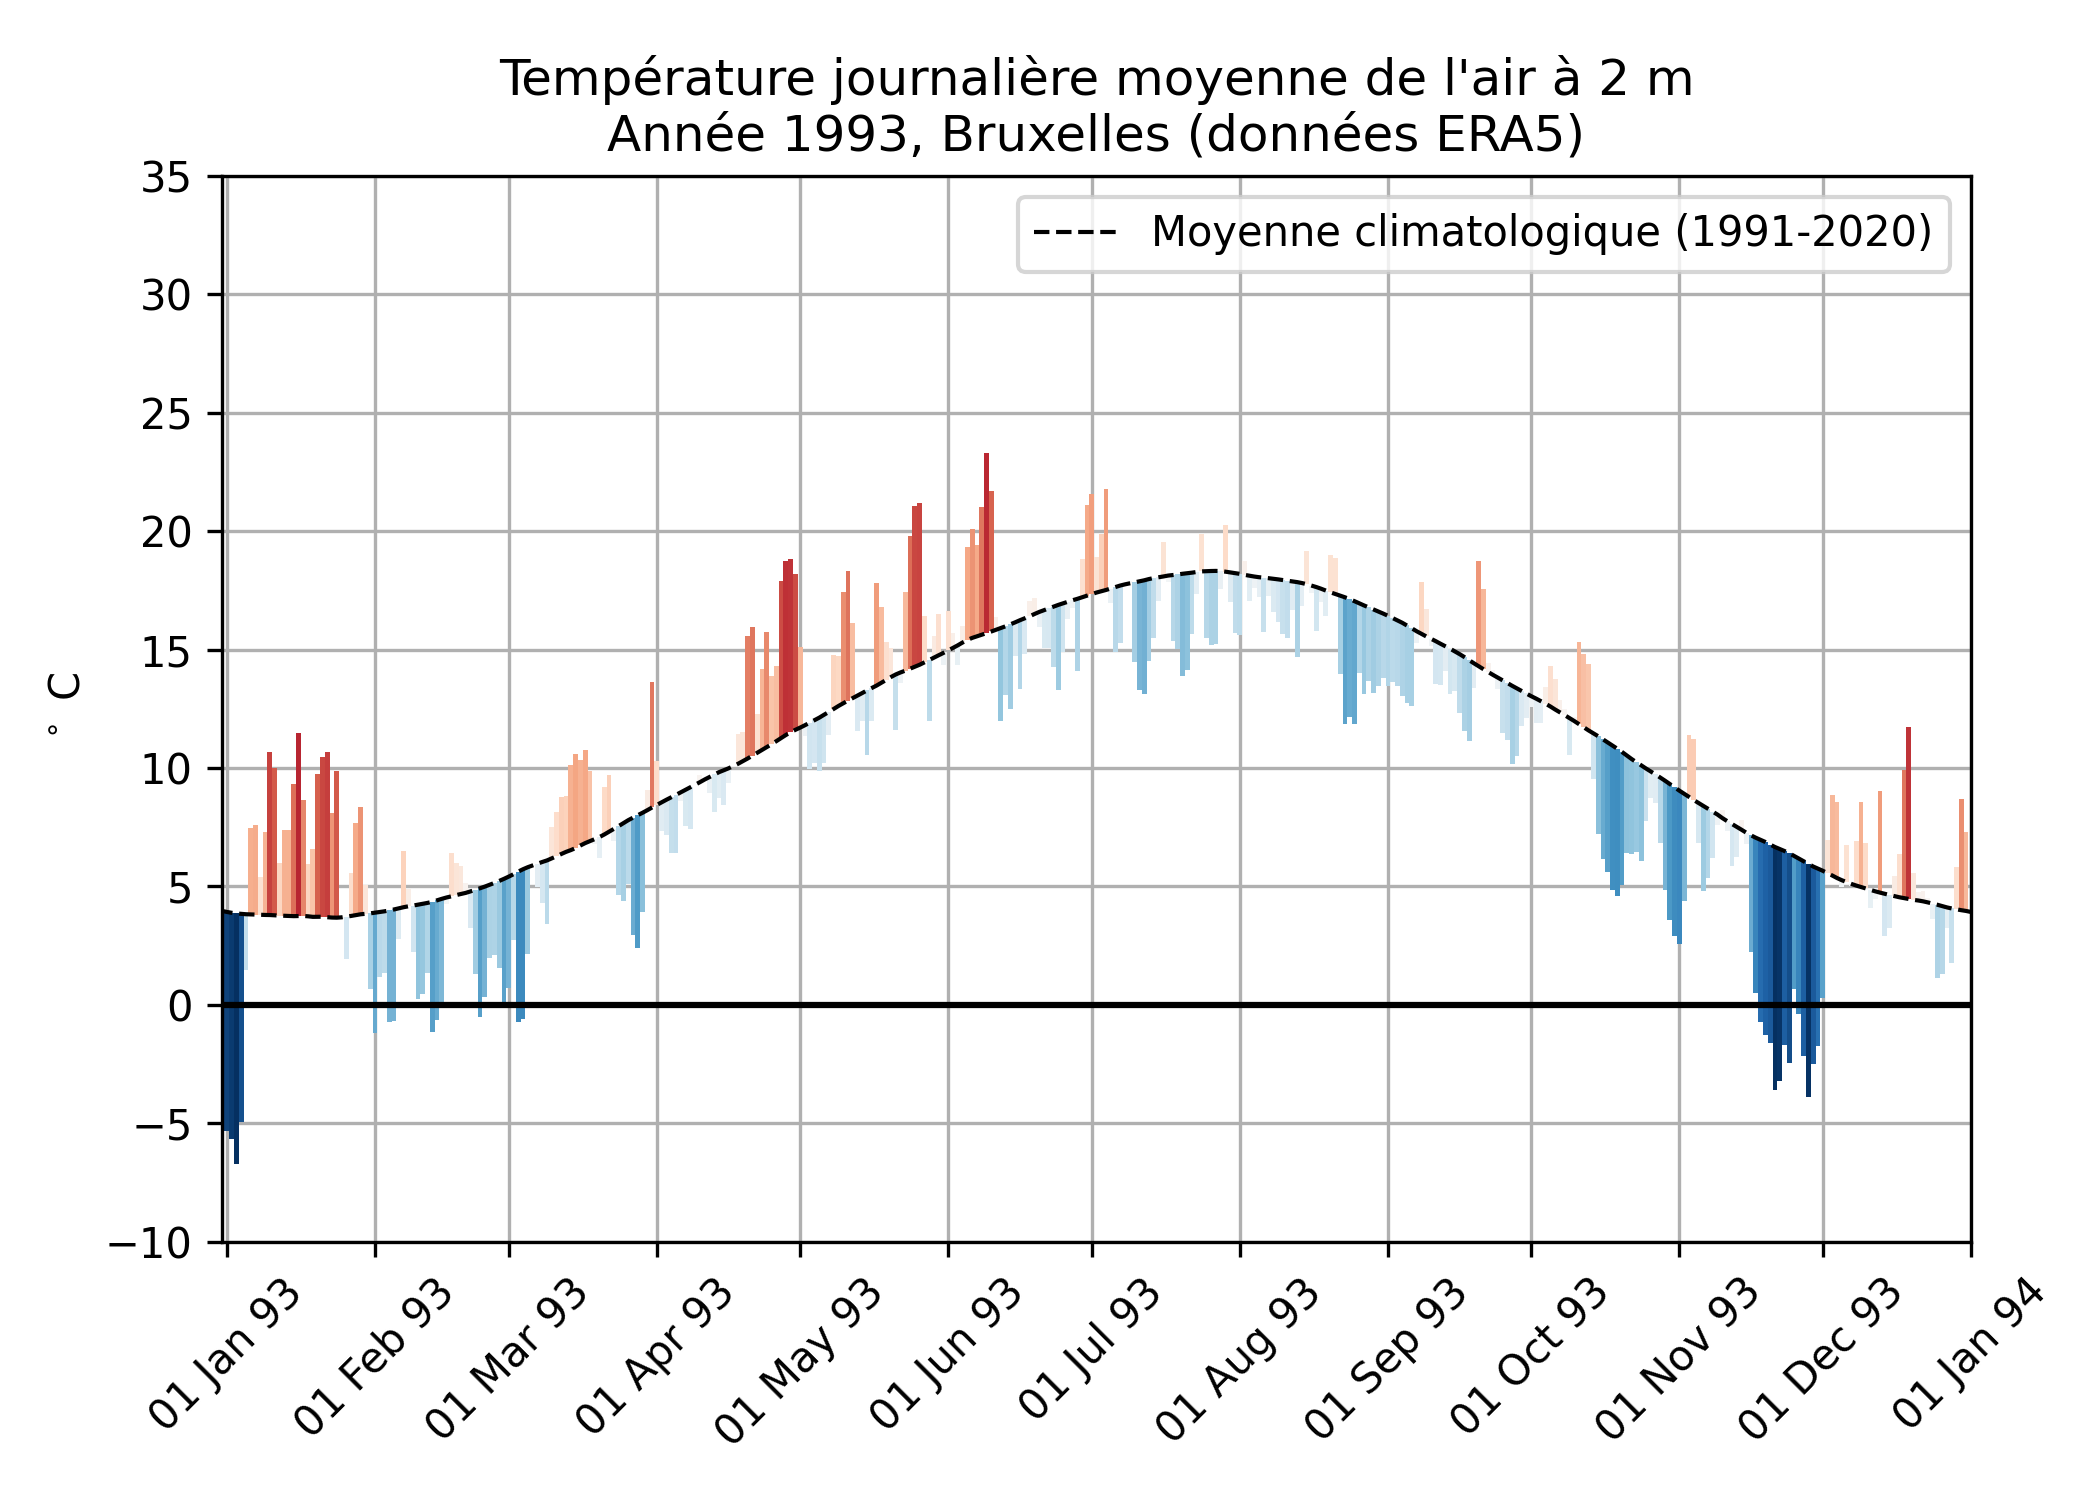 Température journalière moyenne de l'air à 2 m
Année 1993, Bruxelles (données ERA5)
Moyenne climatologique (1991-2020)
° C
35
30
25
20
15
10
5
0
−5
−10
01 Jan 93
01 Feb 93
01 Mar 93
01 Apr 93
01 May 93
01 Jun 93
01 Jul 93
01 Aug 93
01 Sep 93
01 Oct 93
01 Nov 93
01 Dec 93
01 Jan 94